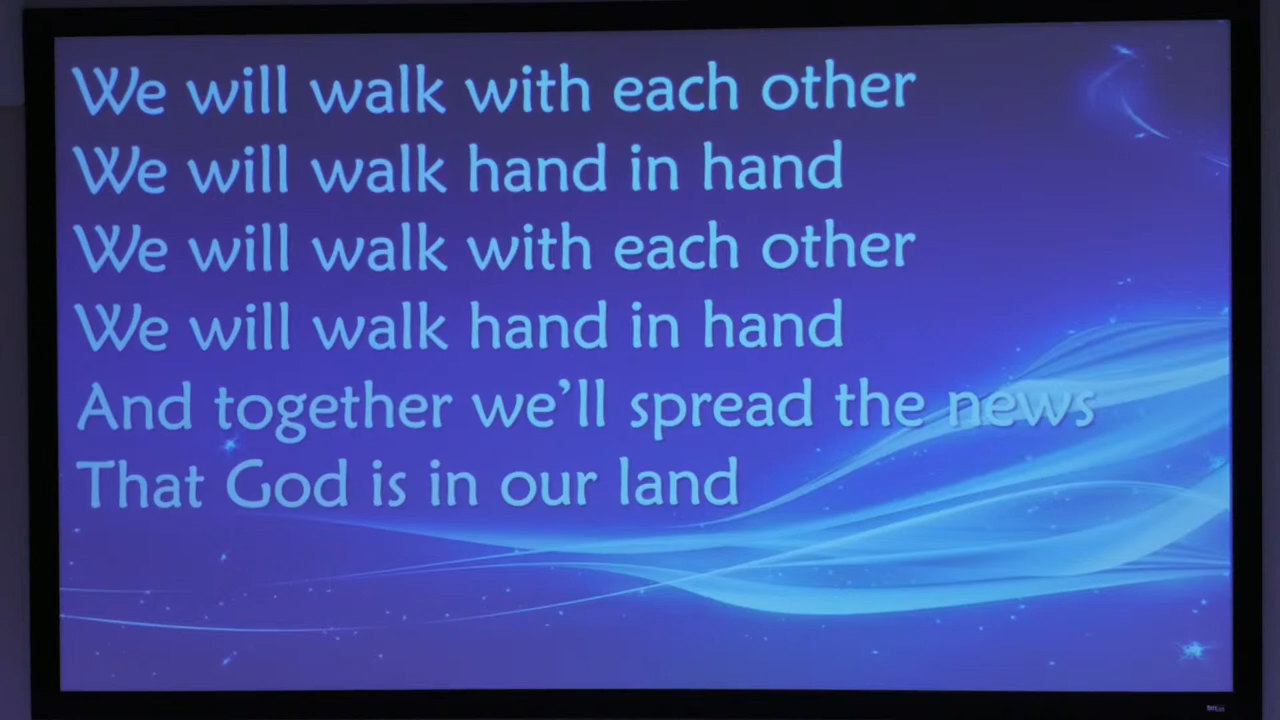 We will walk with each other
We will walk hand in hand
We will walk with each other
We will walk hand in hand
And together we’ll spread the news
That God is in our land